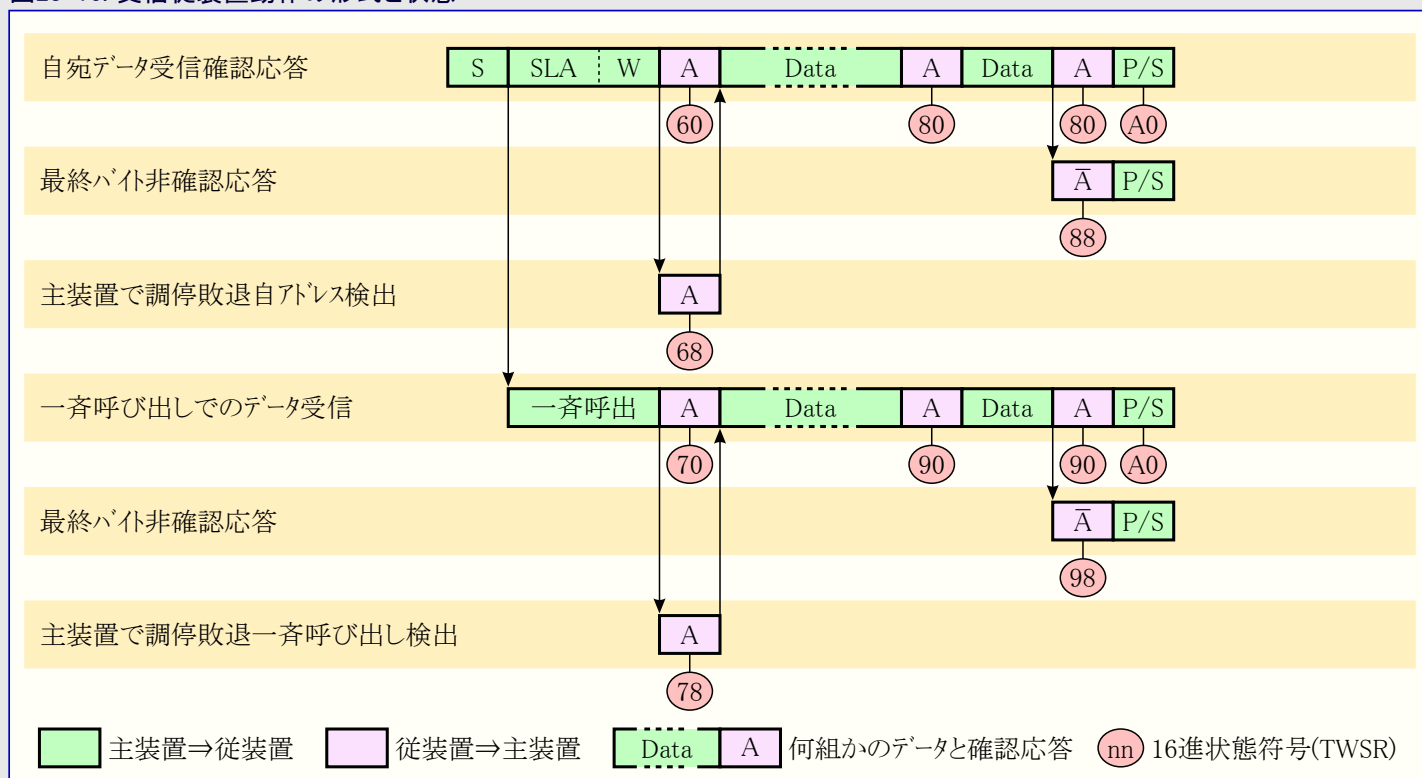 自宛データ受信確認応答 S SLA W A Data A Data A P/S
60 80 80 A0
最終バイト非確認応答 A̅ P/S
88
主装置で調停敗退自アドレス検出 A
68
一斉呼び出しでのデータ受信 一斉呼出 A Data A Data A P/S
70 90 90 A0
最終バイト非確認応答 A̅ P/S
98
主装置で調停敗退一斉呼び出し検出 A
78
主装置⇒従装置 従装置⇒主装置 Data A 何組かのデータと確認応答 nn 16進状態符号(TWSR)